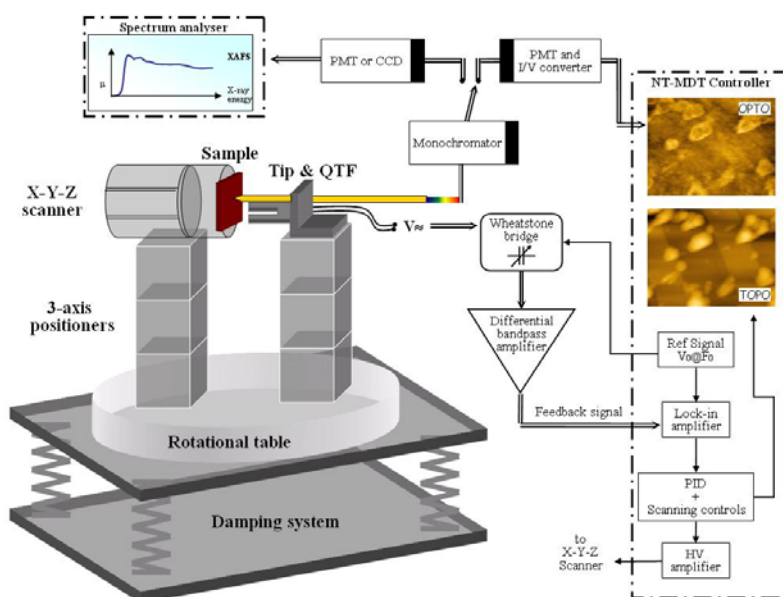 Spectrum analyser
XAFS
μ
X-ray
energy
PMT or CCD
PMT and
I/V converter
NT-MDT Controller
OPTO
Monochromator
Sample
Tip & QTF
X-Y-Z
scanner
V≈
Wheatstone
bridge
TOPO
3-axis
positioners
Differential
bandpass
amplifier
Ref Signal
Vo@Fo
Feedback signal
Lock-in
amplifier
Rotational table
PID
+
Scanning controls
Damping system
to
X-Y-Z
Scanner
HV
amplifier